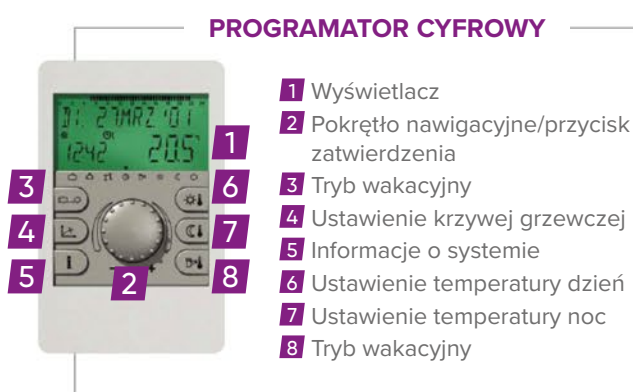 PROGRAMATOR CYFROWY
DI. 27MRZ.'01
1242 20.5
1
2
3
4
5
6
7
8
1 Wyświetlacz
2 Pokrętło nawigacyjne/przycisk
zatwierdzenia
3 Tryb wakacyjny
4 Ustawienie krzywej grzewczej
5 Informacje o systemie
6 Ustawienie temperatury dzień
7 Ustawienie temperatury noc
8 Tryb wakacyjny